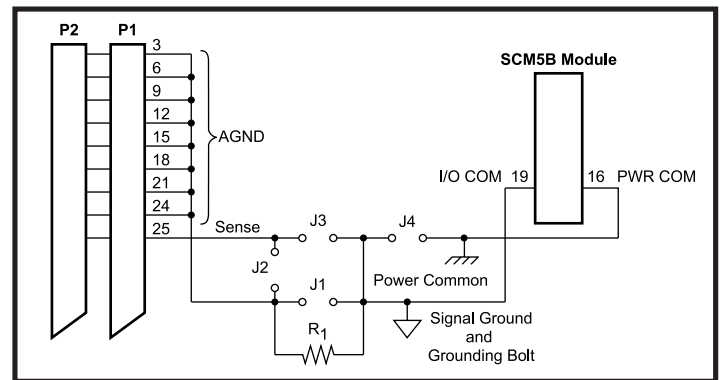 P2 P1
SCM5B Module
3
6
9
12
15
18
21
24
25
AGND
I/O COM 19
16 PWR COM
Sense
J3
J4
J2
J1
Power Common
R1
Signal Ground
and
Grounding Bolt